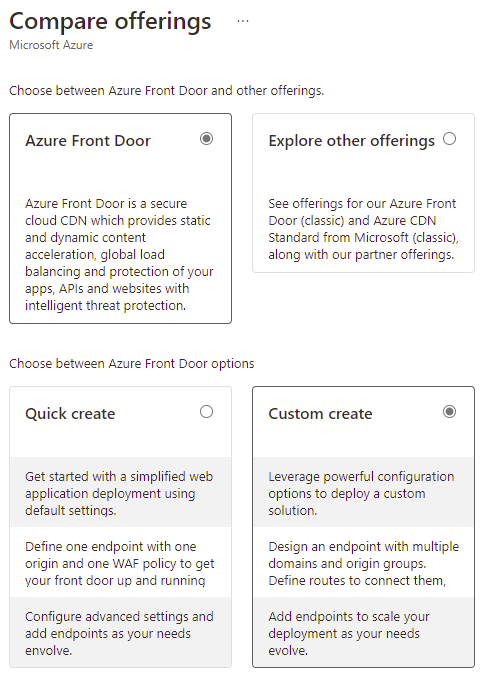 Compare offerings ...
Microsoft Azure
Choose between Azure Front Door and other offerings.
Azure Front Door
Azure Front Door is a secure
cloud CDN which provides static
and dynamic content
acceleration, global load
balancing and protection of your
apps, APIs and websites with
intelligent threat protection.
Explore other offerings
See offerings for our Azure Front
Door (classic) and Azure CDN
Standard from Microsoft (classic),
along with our partner offerings.
Choose between Azure Front Door options
Quick create
Get started with a simplified web
application deployment using
default settings.
Define one endpoint with one
origin and one WAF policy to get
your front door up and running
Configure advanced settings and
add endpoints as your needs
envolve.
Custom create
Leverage powerful configuration
options to deploy a custom
solution.
Design an endpoint with multiple
domains and origin groups.
Define routes to connect them,
Add endpoints to scale your
deployment as your needs
evolve.